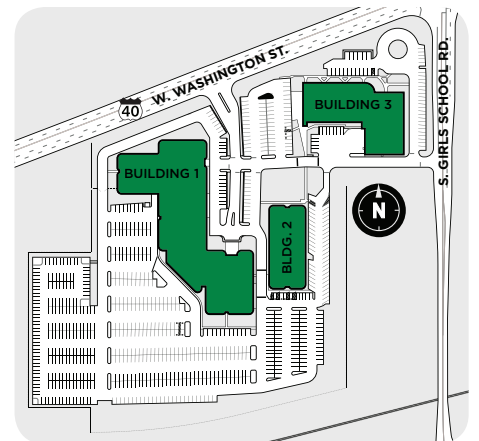 W. WASHINGTON ST.
40
S. GIRLS SCHOOL RD.
BUILDING 3
BUILDING 1
BLDG. 2
N